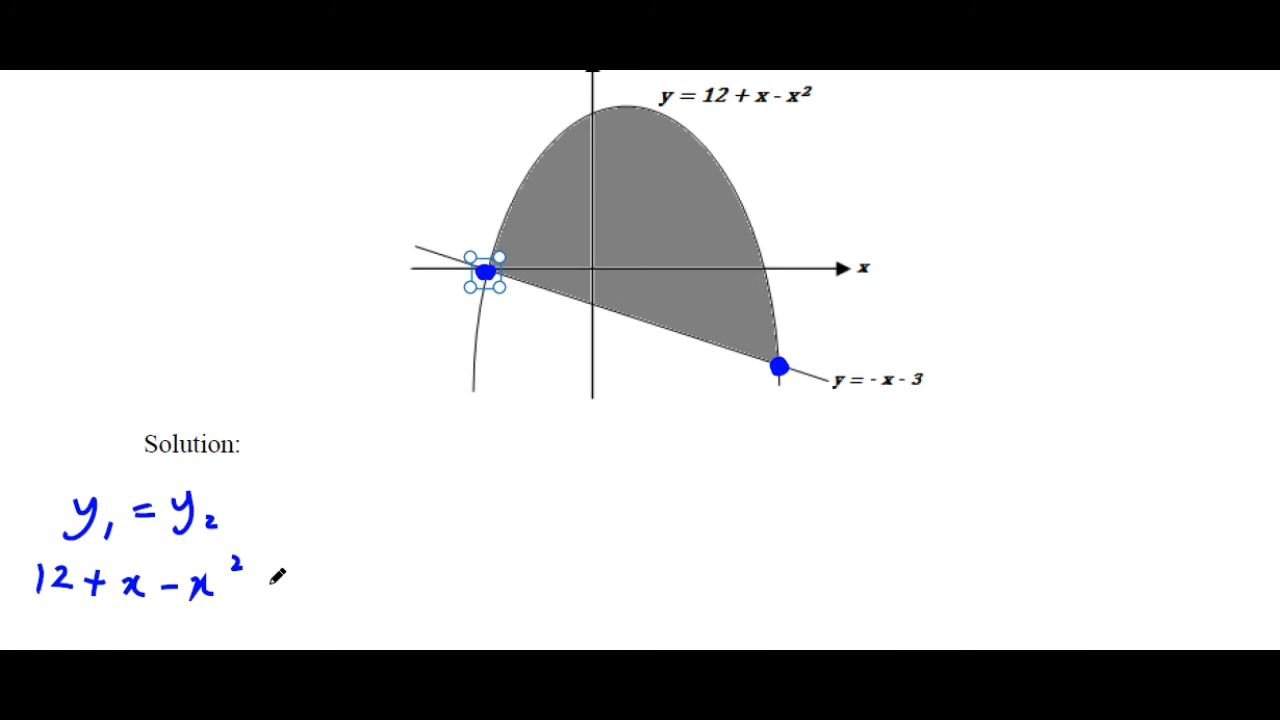 y = 12 + x - x²
x
y = - x - 3
Solution:
y₁ = y₂
12 + x - x²